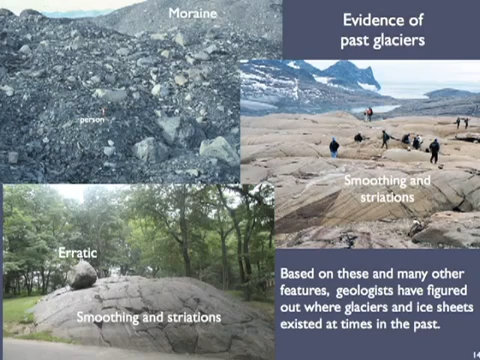 Moraine
Evidence of
past glaciers
person
Smoothing and
striations
Erratic
Smoothing and striations
Based on these and many other
features, geologists have figured
out where glaciers and ice sheets
existed at times in the past.
14